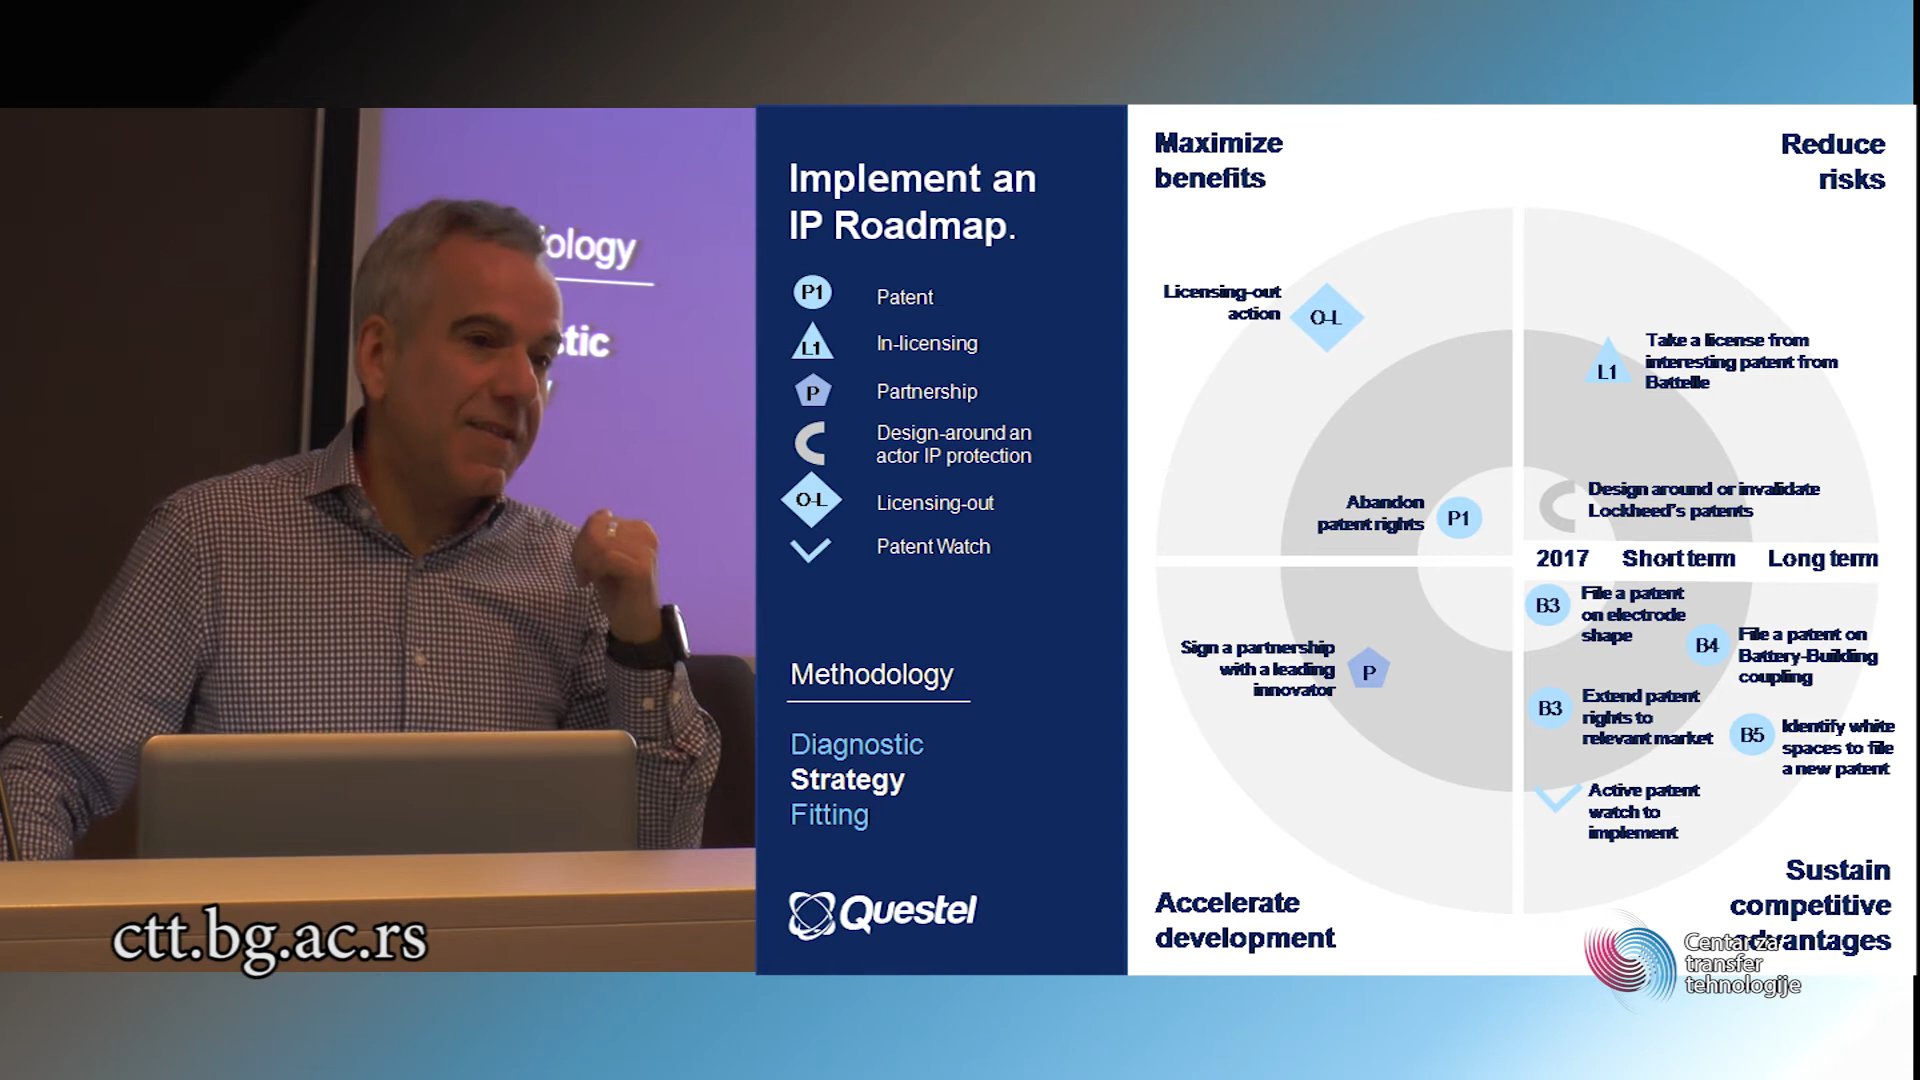 ology
stic
ctt.bg.ac.rs
Implement an
IP Roadmap.
P1
Patent
L1
In-licensing
P
Partnership
Design-around an
actor IP protection
O-L
Licensing-out
Patent Watch
Methodology
Diagnostic
Strategy
Fitting
Questel
Maximize
benefits
Reduce
risks
Licensing-out
action
O-L
L1
Take a license from
interesting patent from
Battelle
Abandon
patent rights
P1
Design around or invalidate
Lockheed's patents
2017 Short term Long term
B3
File a patent
on electrode
shape
B4
File a patent on
Battery-Building
coupling
Sign a partnership
with a leading
innovator
P
B3
Extend patent
rights to
relevant market
B5
Identify white
spaces to file
a new patent
Active patent
watch to
implement
Accelerate
development
Sustain
competitive
advantages
Centar za
transfer
tehnologije